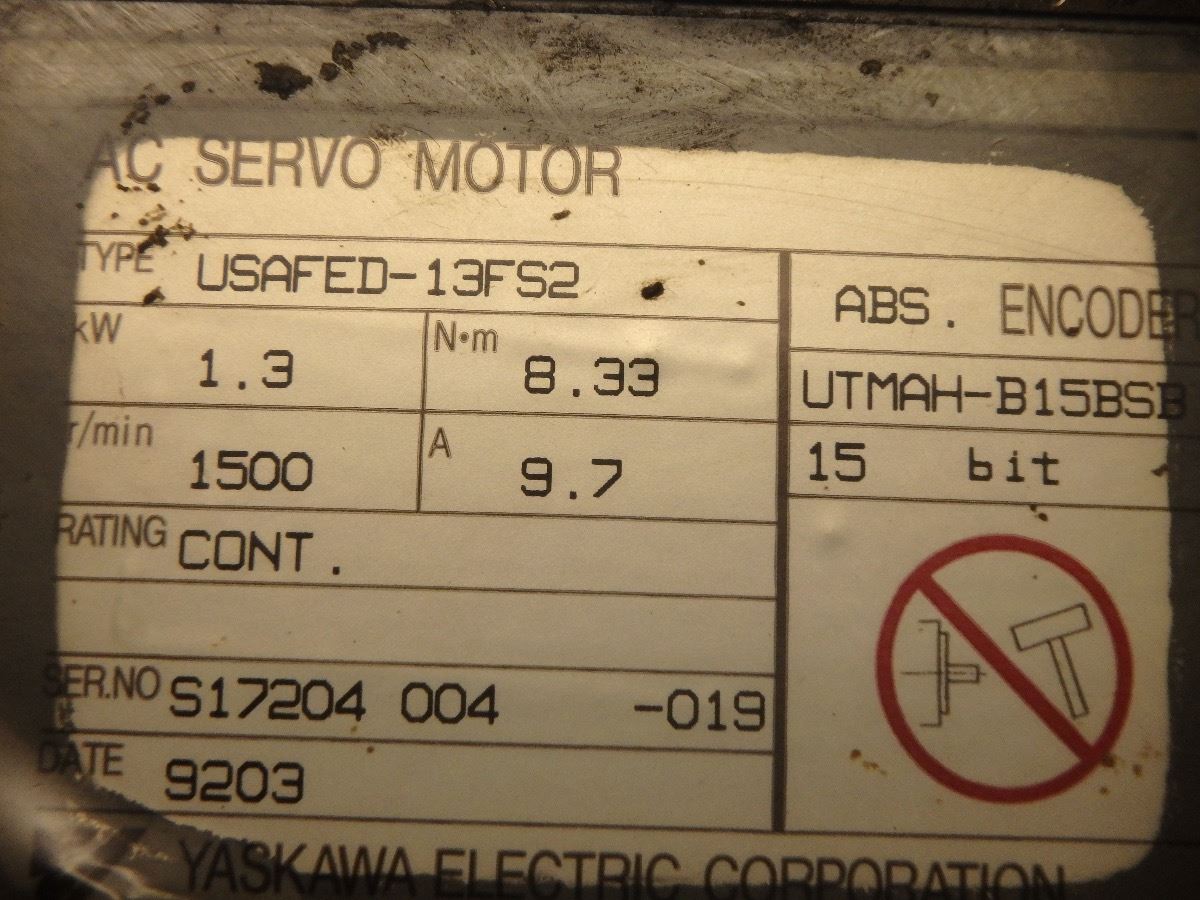 AC SERVO MOTOR
TYPE USAFED-13FS2
kW 1.3 N•m 8.33
r/min 1500 A 9.7
RATING CONT.
SER.NO S17204 004 -019
DATE 9203
ABS. ENCODER
UTMAH-B15BSB
15 bit
YASKAWA ELECTRIC CORPORATION